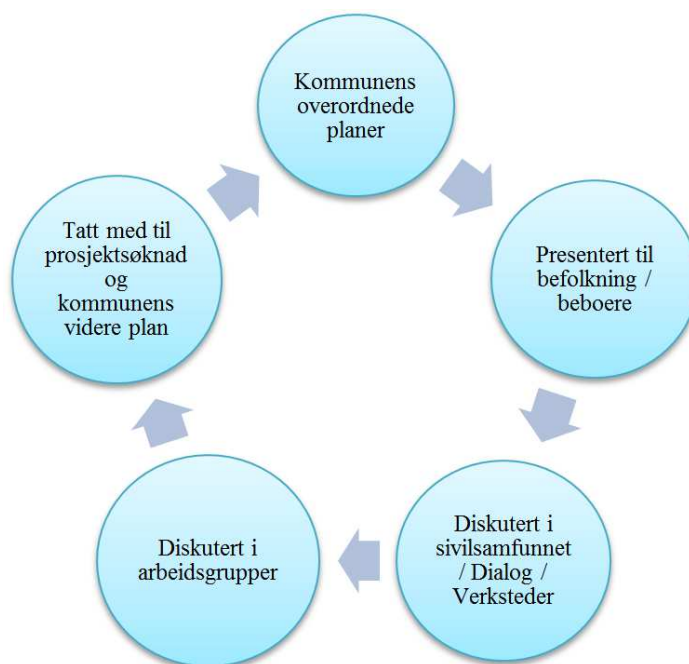 Kommunens
overordnede
planer
Presentert til
befolkning /
beboere
Diskutert i
sivilsamfunnet
/ Dialog /
Verksteder
Diskutert i
arbeidsgrupper
Tatt med til
prosjektsøknad
og
kommunens
videre plan